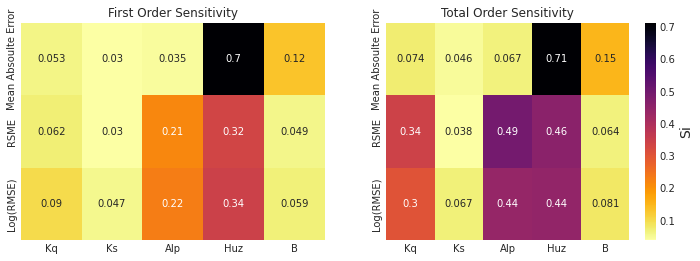 First Order Sensitivity
Mean Absoulte Error
0.053 0.03 0.035 0.7 0.12
RSME
0.062 0.03 0.21 0.32 0.049
Log(RMSE)
0.09 0.047 0.22 0.34 0.059
Kq Ks Alp Huz B
Total Order Sensitivity
Mean Absoulte Error
0.074 0.046 0.067 0.71 0.15
RSME
0.34 0.038 0.49 0.46 0.064
Log(RMSE)
0.3 0.067 0.44 0.44 0.081
Kq Ks Alp Huz B
0.7
0.6
0.5
0.4
0.3
0.2
0.1
Si